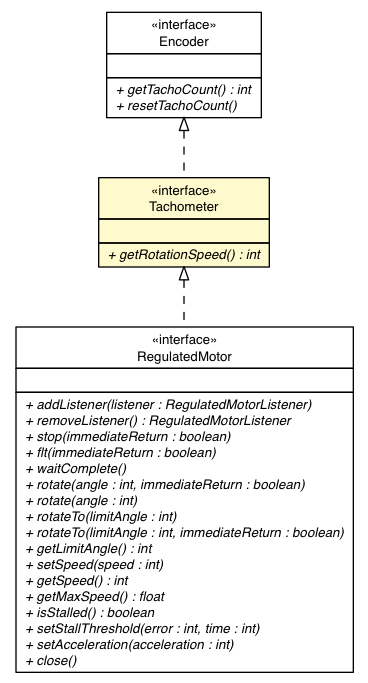 «interface»
Encoder
+ getTachoCount() : int
+ resetTachoCount()
«interface»
Tachometer
+ getRotationSpeed() : int
«interface»
RegulatedMotor
+ addListener(listener : RegulatedMotorListener)
+ removeListener() : RegulatedMotorListener
+ stop(immediateReturn : boolean)
+ flt(immediateReturn : boolean)
+ waitComplete()
+ rotate(angle : int, immediateReturn : boolean)
+ rotate(angle : int)
+ rotateTo(limitAngle : int)
+ rotateTo(limitAngle : int, immediateReturn : boolean)
+ getLimitAngle() : int
+ setSpeed(speed : int)
+ getSpeed() : int
+ getMaxSpeed() : float
+ isStalled() : boolean
+ setStallThreshold(error : int, time : int)
+ setAcceleration(acceleration : int)
+ close()